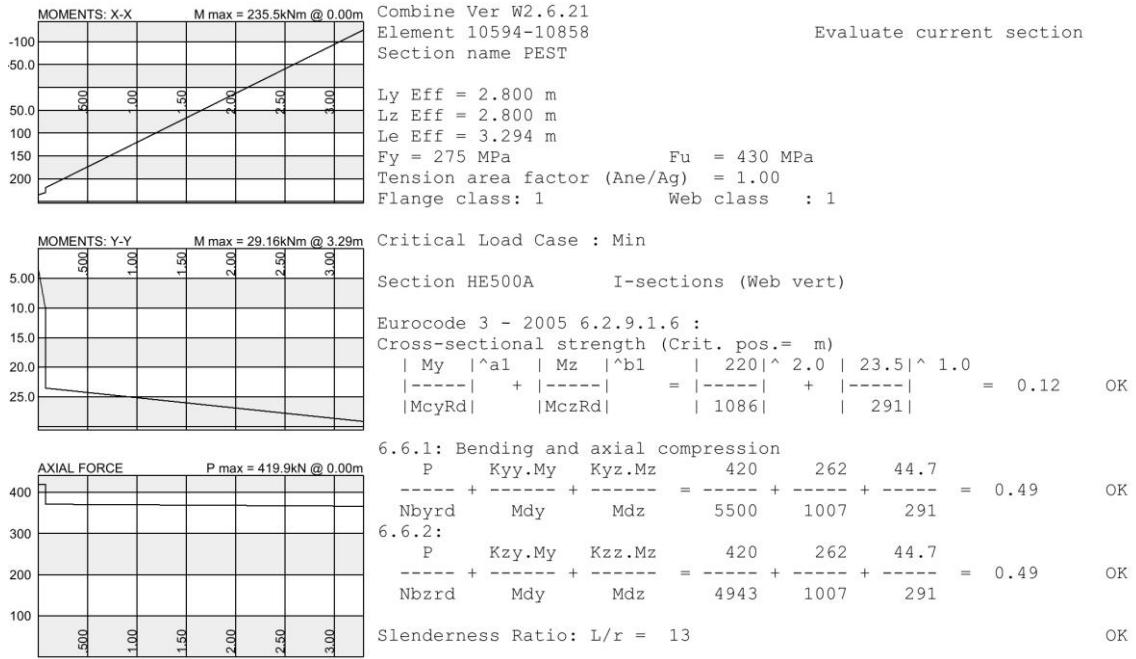 MOMENTS: X-X M max = 235.5kNm @ 0.00m
-100
-50.0
.500 1.00 1.50 2.00 2.50 3.00
50.0
100
150
200
MOMENTS: Y-Y M max = 29.16kNm @ 3.29m
.500 1.00 1.50 2.00 2.50 3.00
5.00
10.0
15.0
20.0
25.0
AXIAL FORCE P max = 419.9kN @ 0.00m
400
300
200
100
.500 1.00 1.50 2.00 2.50 3.00
Combine Ver W2.6.21
Element 10594-10858 Evaluate current section
Section name PEST
Ly Eff = 2.800 m
Lz Eff = 2.800 m
Le Eff = 3.294 m
Fy = 275 MPa Fu = 430 MPa
Tension area factor (Ane/Ag) = 1.00
Flange class: 1 Web class : 1
Critical Load Case : Min
Section HE500A I-sections (Web vert)
Eurocode 3 - 2005 6.2.9.1.6 :
Cross-sectional strength (Crit. pos.= m)
| My |^a1 | Mz |^b1 | 220|^ 2.0 | 23.5|^ 1.0
|-----| + |-----| = |-----| + |-----| = 0.12 OK
|McyRd| |MczRd| | 1086| | 291|
6.6.1: Bending and axial compression
P Kyy.My Kyz.Mz 420 262 44.7
----- + ------ + ------ = ----- + ----- + ----- = 0.49 OK
Nbyrd Mdy Mdz 5500 1007 291
6.6.2:
P Kzy.My Kzz.Mz 420 262 44.7
----- + ------ + ------ = ----- + ----- + ----- = 0.49 OK
Nbzrd Mdy Mdz 4943 1007 291
Slenderness Ratio: L/r = 13 OK